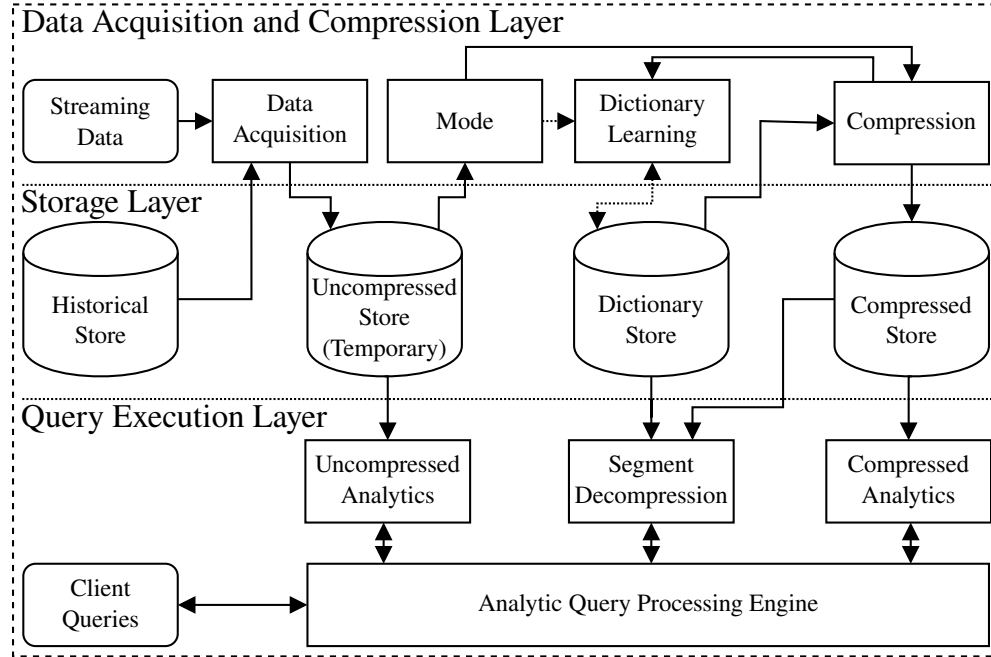 Data Acquisition and Compression Layer
Streaming
Data
Data
Acquisition
Mode
Dictionary
Learning
Compression
Storage Layer
Historical
Store
Uncompressed
Store
(Temporary)
Dictionary
Store
Compressed
Store
Query Execution Layer
Uncompressed
Analytics
Segment
Decompression
Compressed
Analytics
Client
Queries
Analytic Query Processing Engine